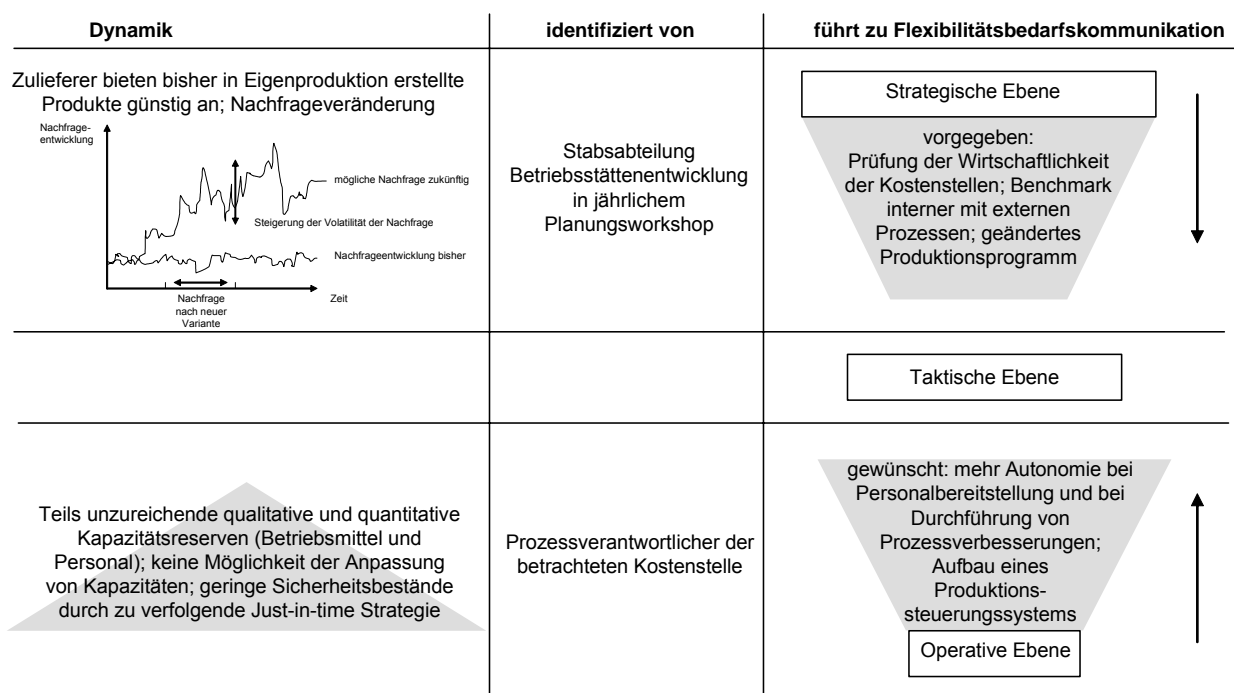 Dynamik
identifiziert von
führt zu Flexibilitätsbedarfskommunikation
Zulieferer bieten bisher in Eigenproduktion erstellte
Produkte günstig an; Nachfrageveränderung
Nachfrage-
entwicklung
mögliche Nachfrage zukünftig
Steigerung der Volatilität der Nachfrage
Nachfrageentwicklung bisher
Zeit
Nachfrage
nach neuer
Variante
Stabsabteilung
Betriebsstättenentwicklung
in jährlichem
Planungsworkshop
Strategische Ebene
vorgegeben:
Prüfung der Wirtschaftlichkeit
der Kostenstellen; Benchmark
interner mit externen
Prozessen; geändertes
Produktionsprogramm
Taktische Ebene
Teils unzureichende qualitative und quantitative
Kapazitätsreserven (Betriebsmittel und
Personal); keine Möglichkeit der Anpassung
von Kapazitäten; geringe Sicherheitsbestände
durch zu verfolgende Just-in-time Strategie
Prozessverantwortlicher der
betrachteten Kostenstelle
gewünscht: mehr Autonomie bei
Personalbereitstellung und bei
Durchführung von
Prozessverbesserungen;
Aufbau eines
Produktions-
steuerungssystems
Operative Ebene